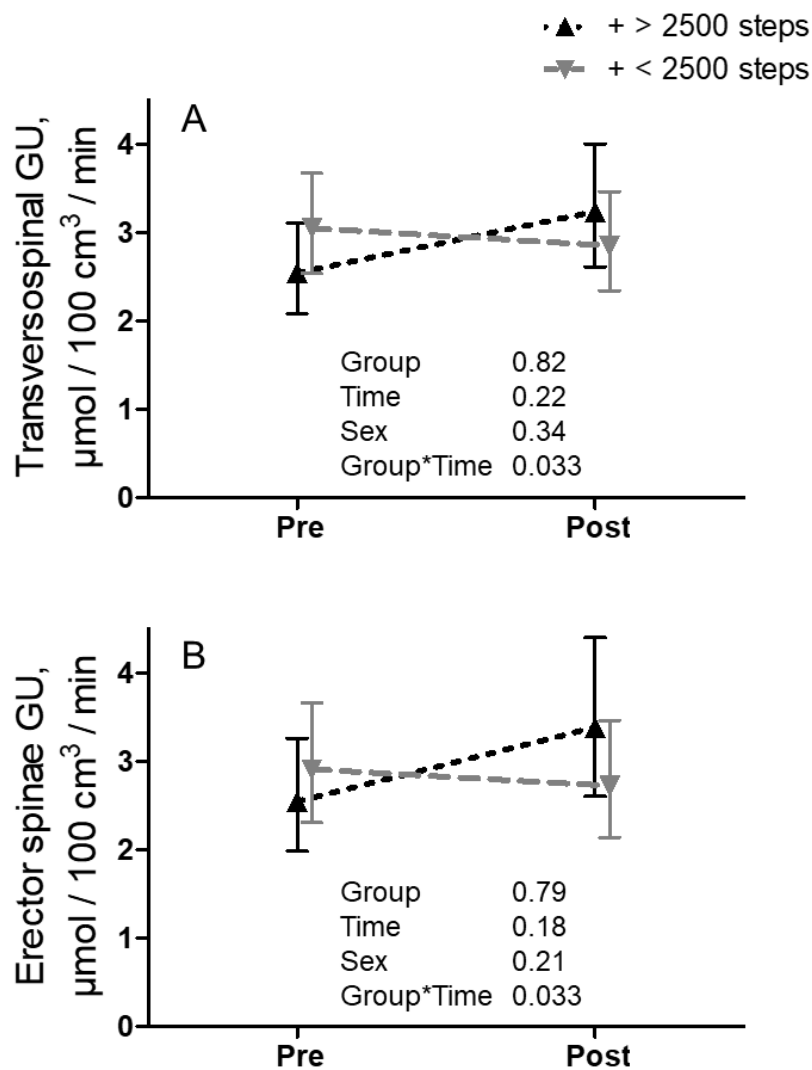 + > 2500 steps
+ < 2500 steps
A
Transversospinal GU,
µmol / 100 cm³ / min
4
3
2
1
0
Group 0.82
Time 0.22
Sex 0.34
Group*Time 0.033
Pre Post
B
Erector spinae GU,
µmol / 100 cm³ / min
4
3
2
1
0
Group 0.79
Time 0.18
Sex 0.21
Group*Time 0.033
Pre Post